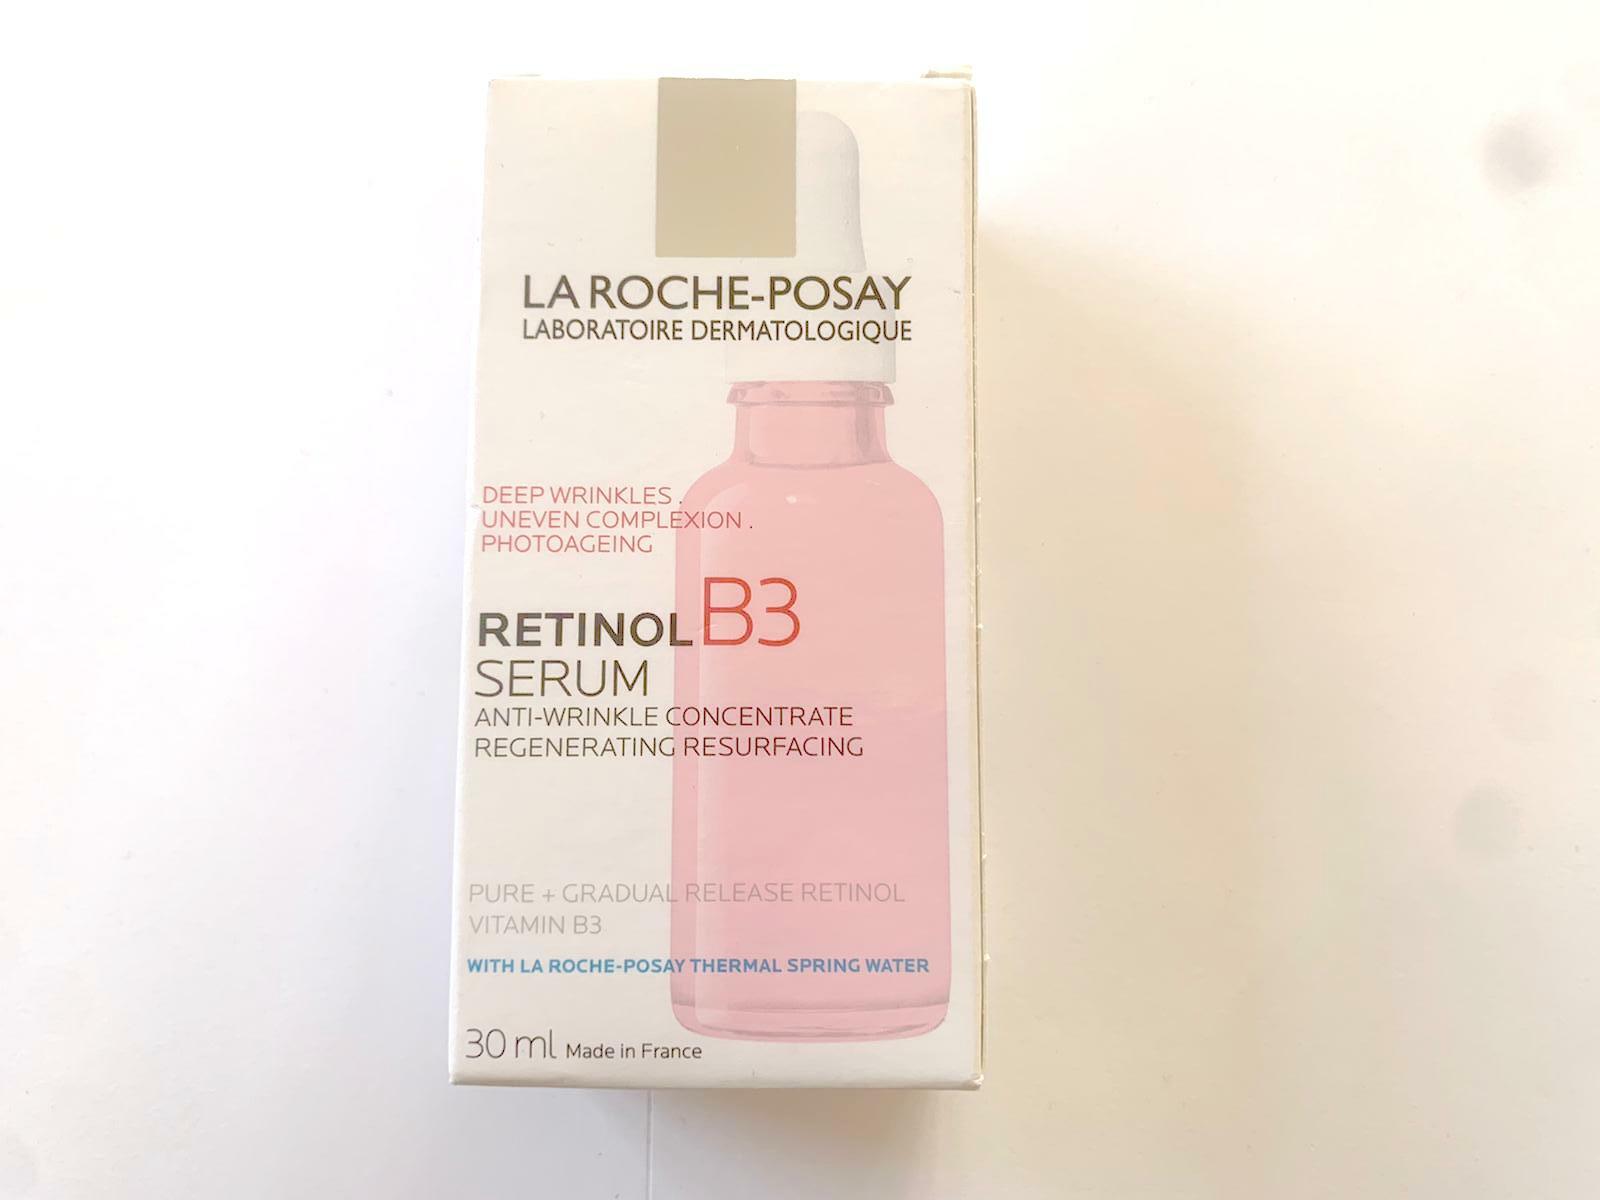 LA ROCHE-POSAY
LABORATOIRE DERMATOLOGIQUE
DEEP WRINKLES .
UNEVEN COMPLEXION .
PHOTOAGEING
RETINOL B3
SERUM
ANTI-WRINKLE CONCENTRATE
REGENERATING RESURFACING
PURE + GRADUAL RELEASE RETINOL
VITAMIN B3
WITH LA ROCHE-POSAY THERMAL SPRING WATER
30 ml Made in France